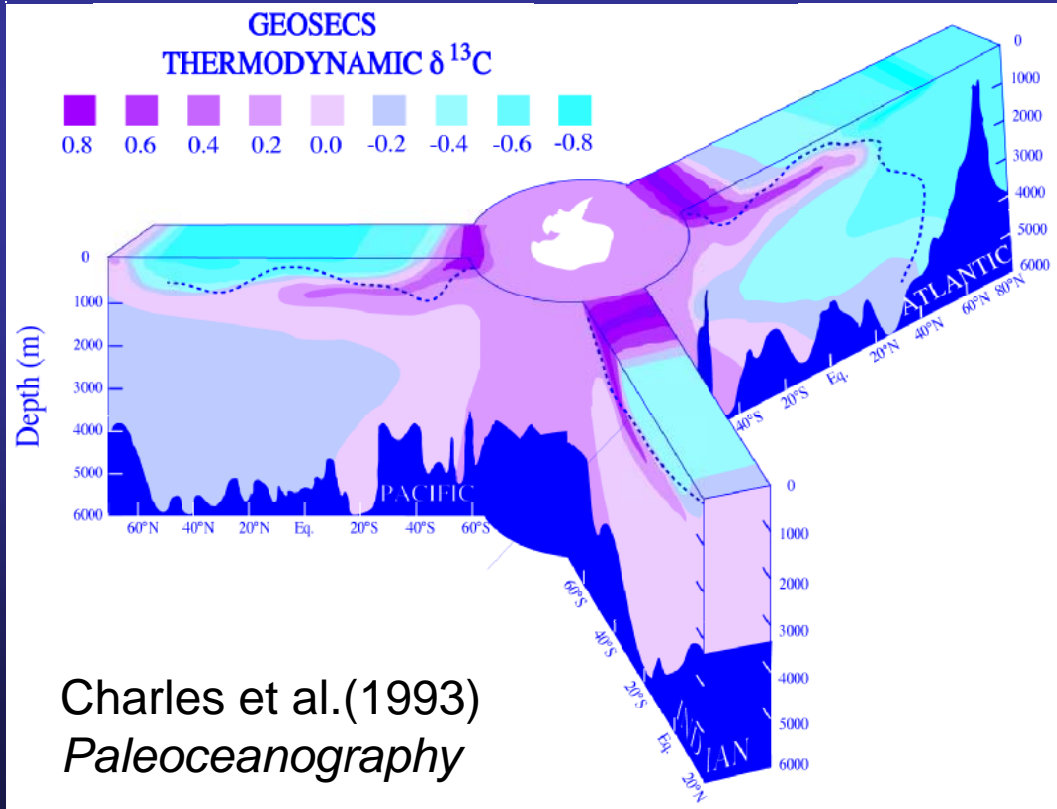 GEOSECS
THERMODYNAMIC δ 13C
0.8 0.6 0.4 0.2 0.0 -0.2 -0.4 -0.6 -0.8
0
1000
2000
3000
4000
5000
6000
ATLANTIC
80°N
60°N
40°N
20°N
Eq.
20°S
40°S
Depth (m)
0
1000
2000
3000
4000
5000
6000
PACIFIC
60°N 40°N 20°N Eq. 20°S 40°S 60°S
0
1000
2000
3000
4000
5000
6000
60°S
40°S
20°S
Eq.
20°N
INDIAN
Charles et al.(1993)
Paleoceanography